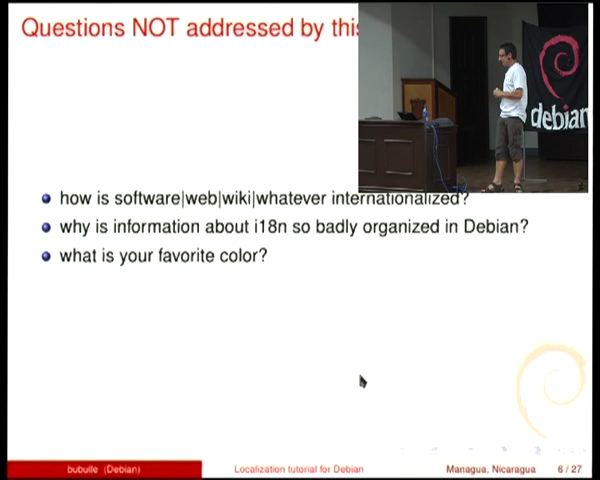 Questions NOT addressed by this
debian
how is software|web|wiki|whatever internationalized?
why is information about i18n so badly organized in Debian?
what is your favorite color?
bubulle (Debian)
Localization tutorial for Debian
Managua, Nicaragua
6 / 27